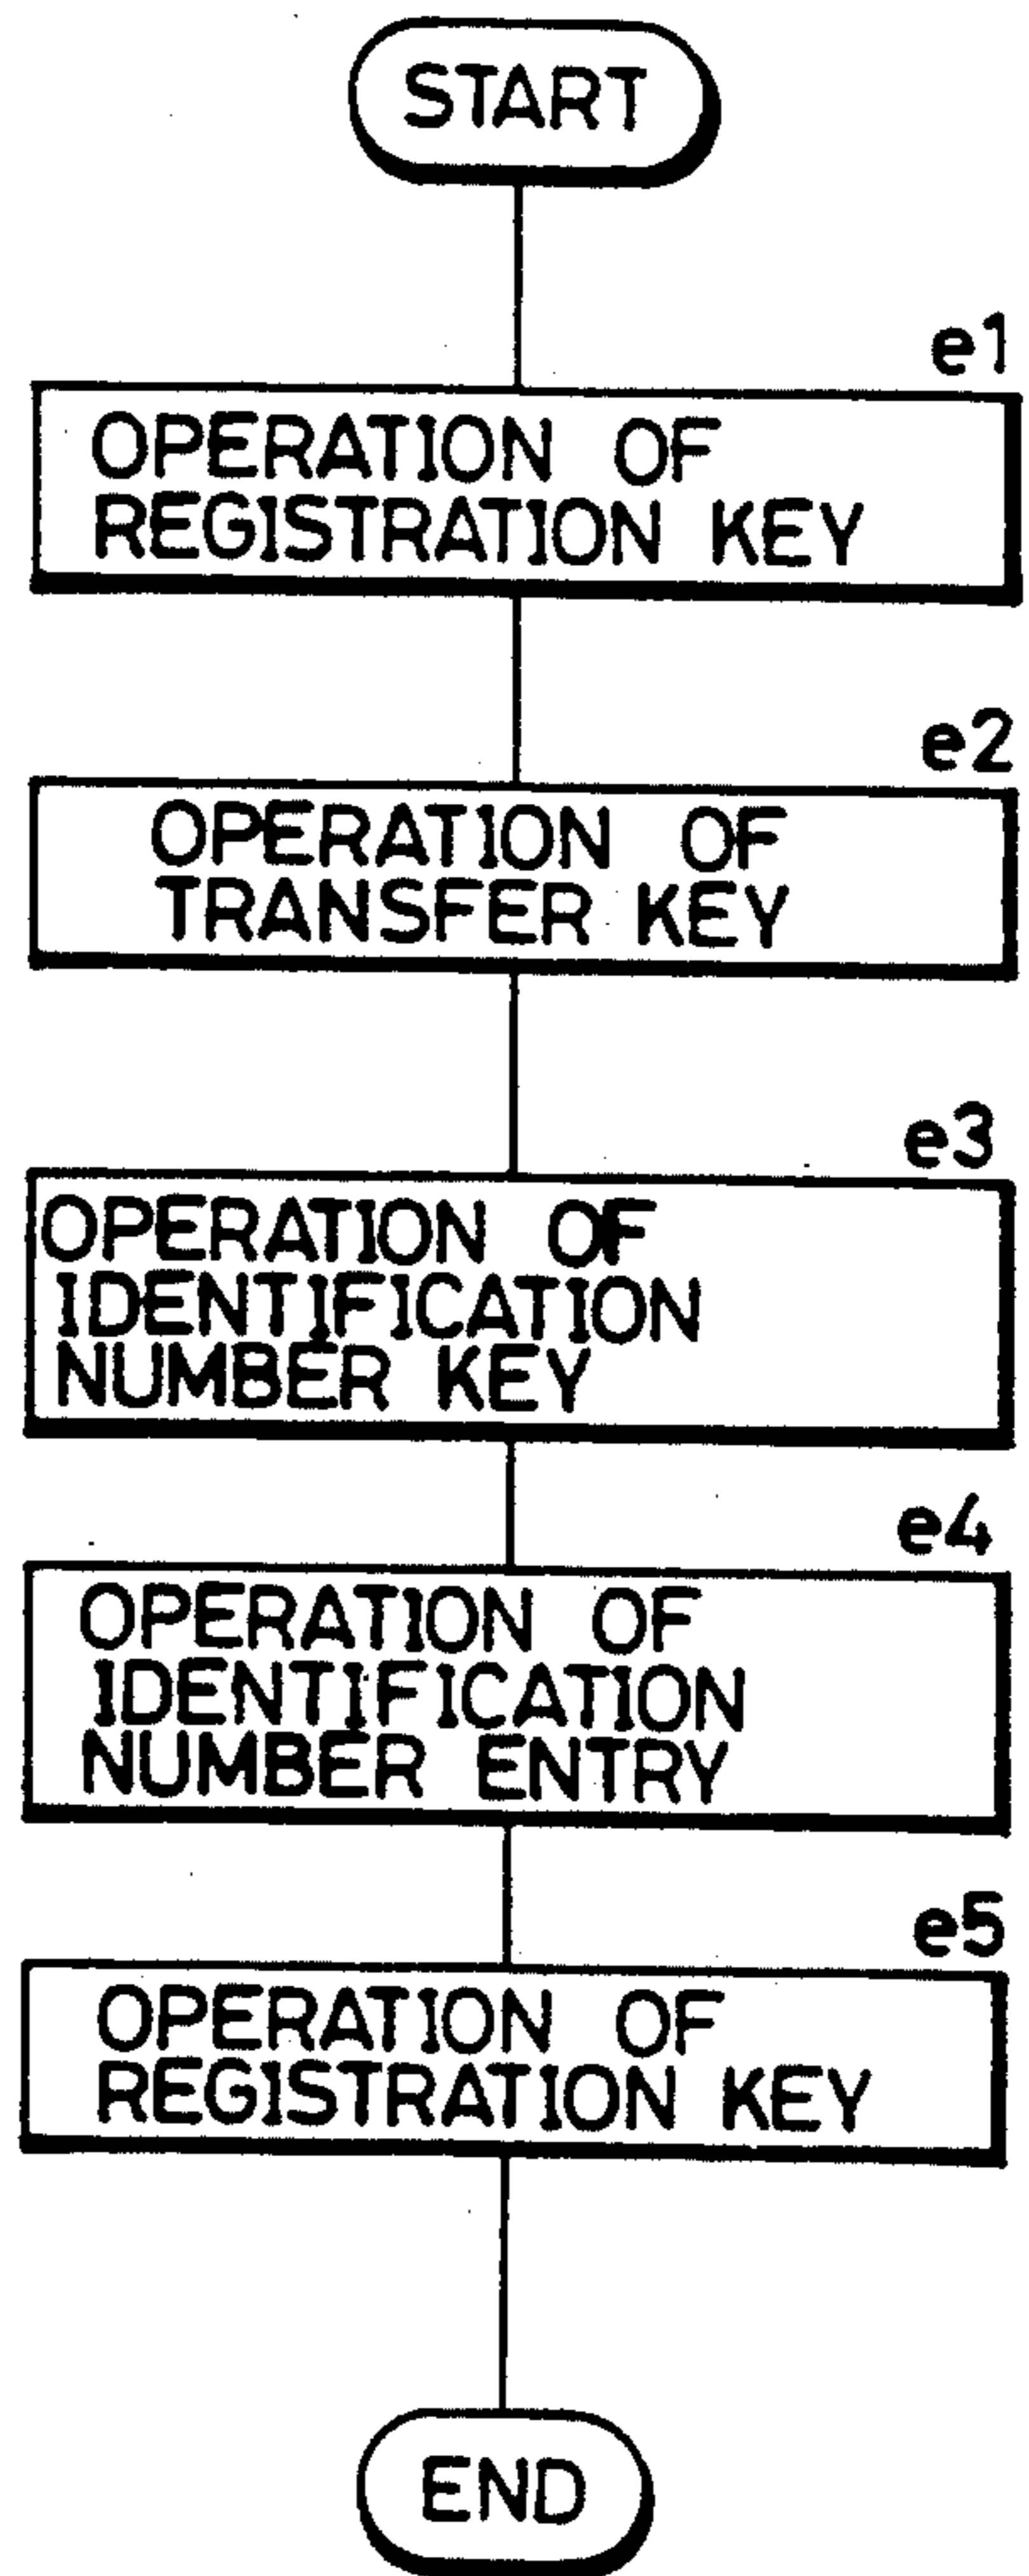 START
e1
OPERATION OF
REGISTRATION KEY
e2
OPERATION OF
TRANSFER KEY
e3
OPERATION OF
IDENTIFICATION
NUMBER KEY
e4
OPERATION OF
IDENTIFICATION
NUMBER ENTRY
e5
OPERATION OF
REGISTRATION KEY
END